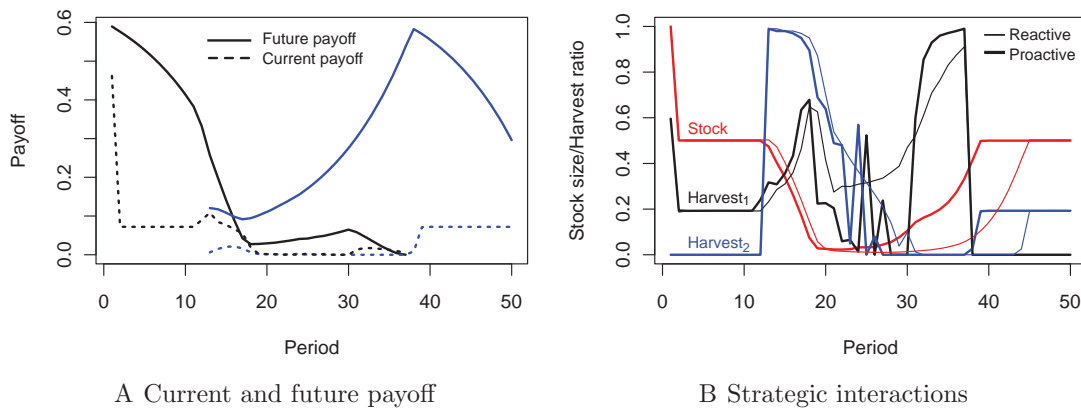 Payoff
0.0
0.2
0.4
0.6
Future payoff
Current payoff
0
10
20
30
40
50
Period
A Current and future payoff
Stock size/Harvest ratio
0.0
0.2
0.4
0.6
0.8
1.0
Reactive
Proactive
Stock
Harvest₁
Harvest₂
0
10
20
30
40
50
Period
B Strategic interactions